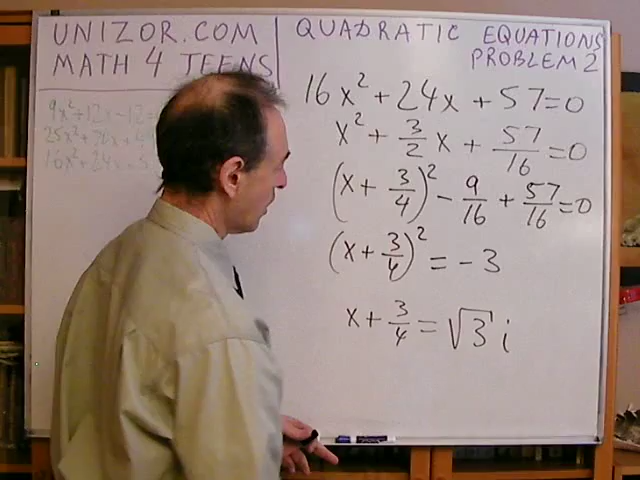 UNIZOR.COM
MATH 4 TEENS
QUADRATIC EQUATIONS
PROBLEM 2
16x² + 24x + 57 = 0
x² + 3/2 x + 57/16 = 0
(x + 3/4)² - 9/16 + 57/16 = 0
(x + 3/4)² = -3
x + 3/4 = √3 i